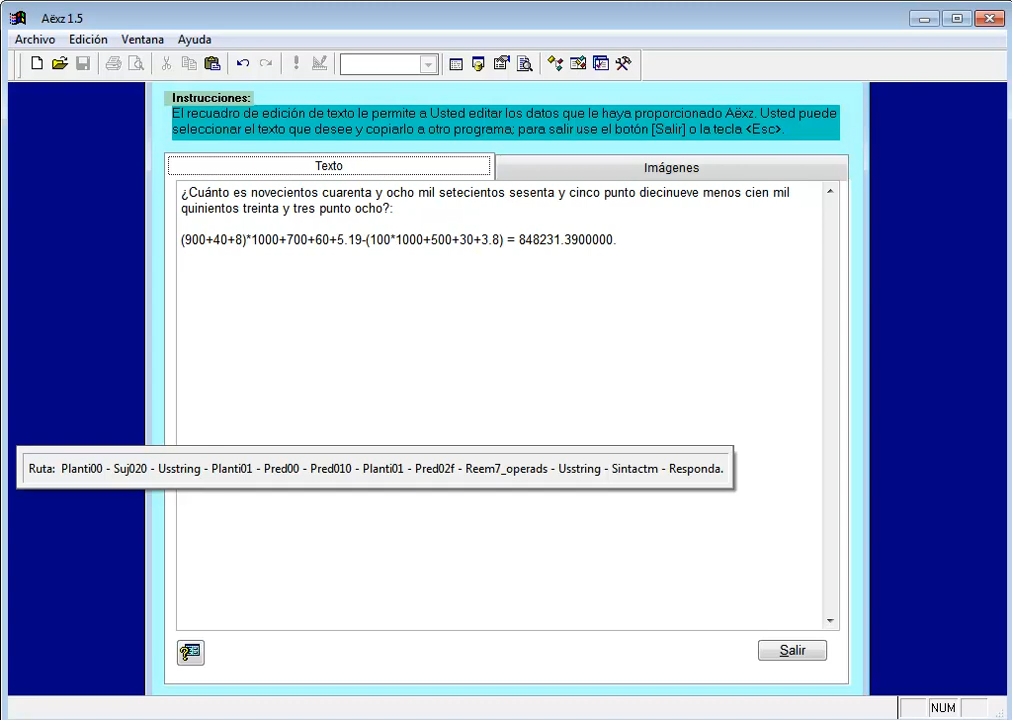 Aëxz 1.5
Archivo Edición Ventana Ayuda
Instrucciones:
El recuadro de edición de texto le permite a Usted editar los datos que le haya proporcionado Aëxz. Usted puede
seleccionar el texto que desee y copiarlo a otro programa; para salir use el botón [Salir] o la tecla <Esc>.
Texto Imágenes
¿Cuánto es novecientos cuarenta y ocho mil setecientos sesenta y cinco punto diecinueve menos cien mil
quinientos treinta y tres punto ocho?:
(900+40+8)*1000+700+60+5.19-(100*1000+500+30+3.8) = 848231.3900000.
Ruta: Planti00 - Suj020 - Usstring - Planti01 - Pred00 - Pred010 - Planti01 - Pred02f - Reem7_operads - Usstring - Sintactm - Responda.
Salir
NUM